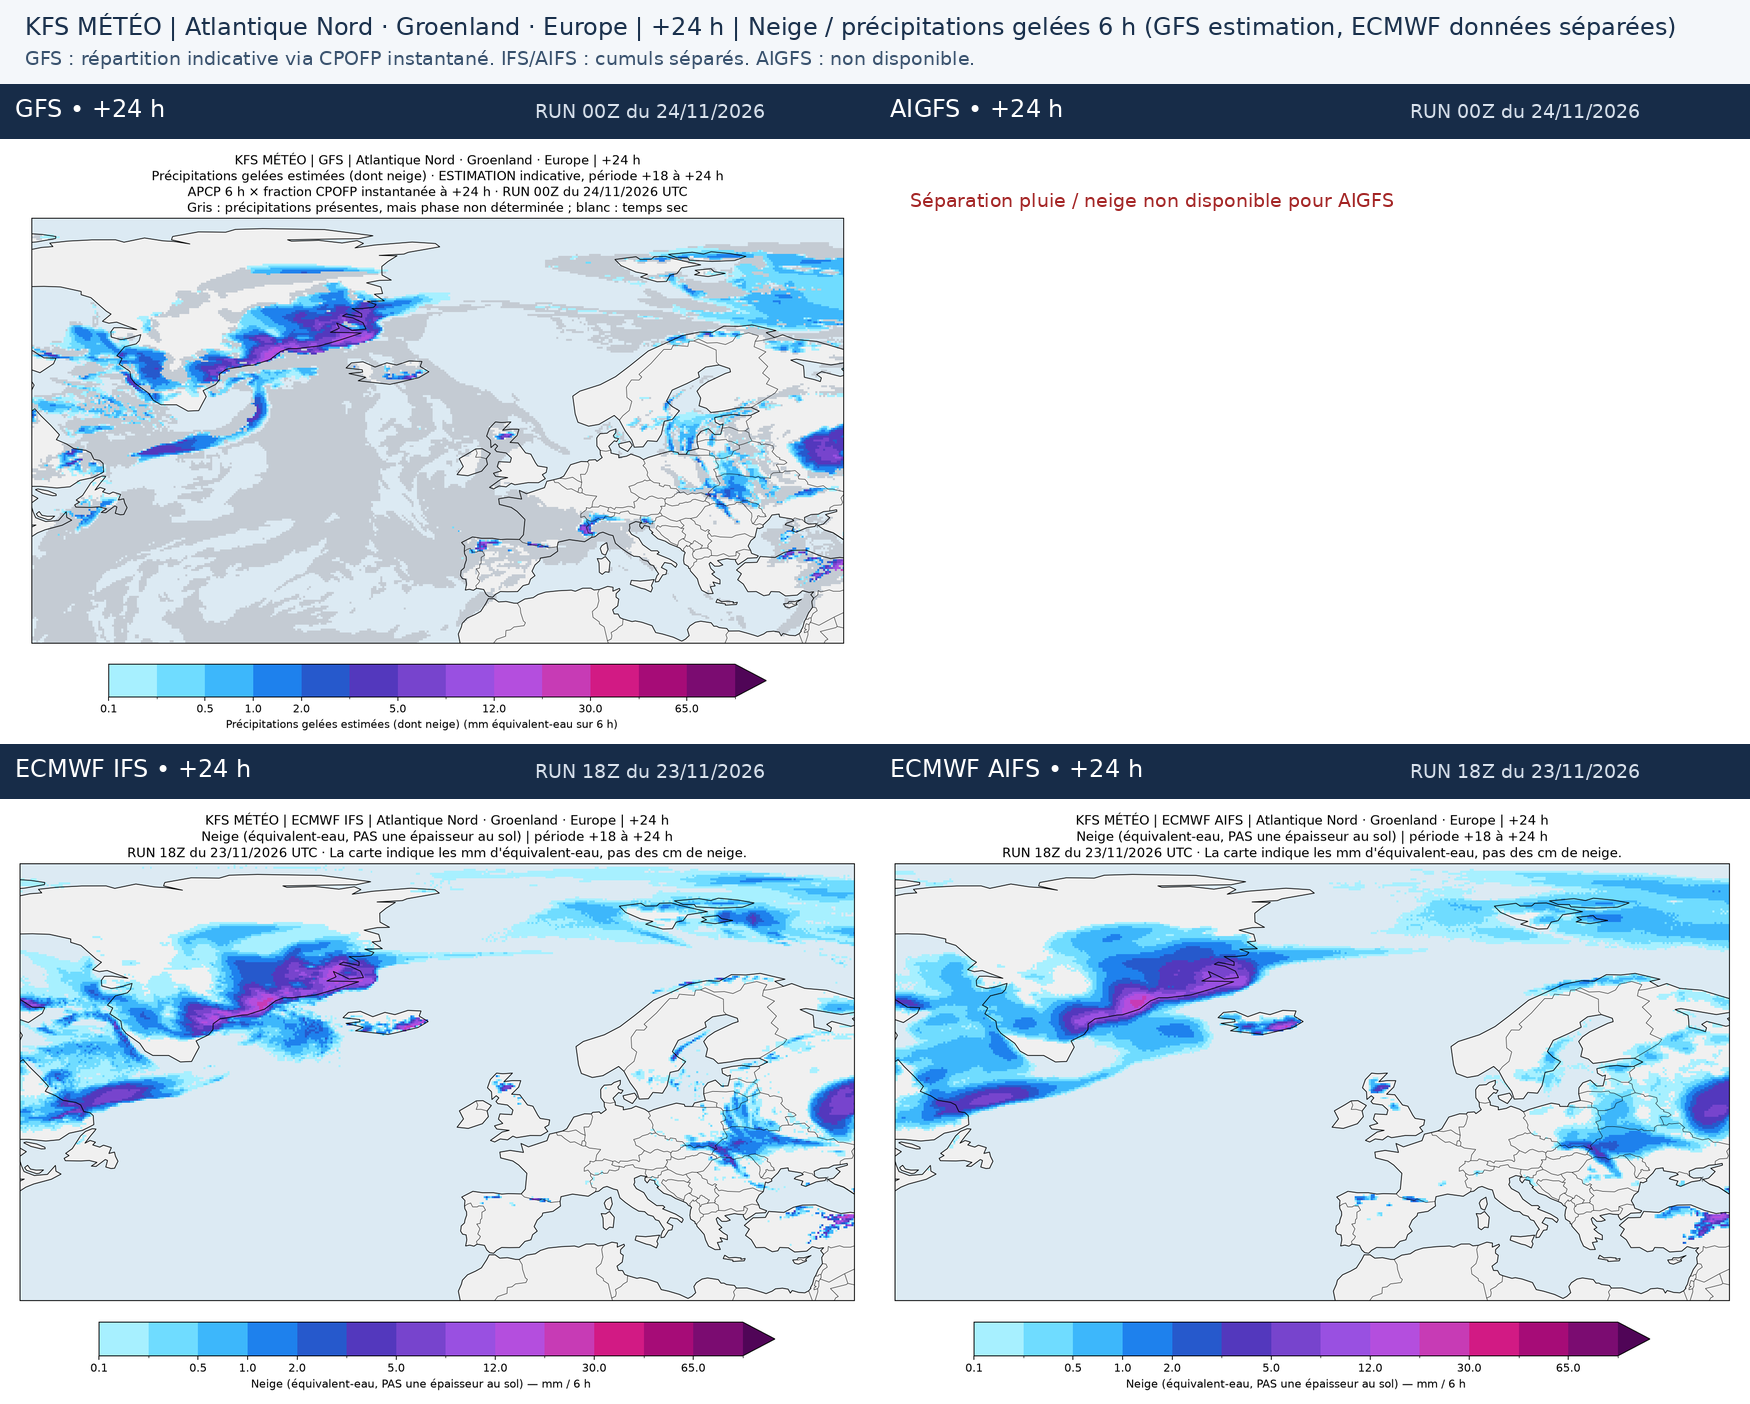 KFS MÉTÉO | Atlantique Nord · Groenland · Europe | +24 h | Neige / précipitations gelées 6 h (GFS estimation, ECMWF données séparées)
GFS : répartition indicative via CPOFP instantané. IFS/AIFS : cumuls séparés. AIGFS : non disponible.
GFS • +24 h
RUN 00Z du 24/11/2026
AIGFS • +24 h
RUN 00Z du 24/11/2026
KFS MÉTÉO | GFS | Atlantique Nord · Groenland · Europe | +24 h
Précipitations gelées estimées (dont neige) · ESTIMATION indicative, période +18 à +24 h
APCP 6 h × fraction CPOFP instantanée à +24 h · RUN 00Z du 24/11/2026 UTC
Gris : précipitations présentes, mais phase non déterminée ; blanc : temps sec
Séparation pluie / neige non disponible pour AIGFS
0.1 0.5 1.0 2.0 5.0 12.0 30.0 65.0
Précipitations gelées estimées (dont neige) (mm équivalent-eau sur 6 h)
ECMWF IFS • +24 h
RUN 18Z du 23/11/2026
ECMWF AIFS • +24 h
RUN 18Z du 23/11/2026
KFS MÉTÉO | ECMWF IFS | Atlantique Nord · Groenland · Europe | +24 h
Neige (équivalent-eau, PAS une épaisseur au sol) | période +18 à +24 h
RUN 18Z du 23/11/2026 UTC · La carte indique les mm d'équivalent-eau, pas des cm de neige.
KFS MÉTÉO | ECMWF AIFS | Atlantique Nord · Groenland · Europe | +24 h
Neige (équivalent-eau, PAS une épaisseur au sol) | période +18 à +24 h
RUN 18Z du 23/11/2026 UTC · La carte indique les mm d'équivalent-eau, pas des cm de neige.
0.1 0.5 1.0 2.0 5.0 12.0 30.0 65.0
Neige (équivalent-eau, PAS une épaisseur au sol) — mm / 6 h
0.1 0.5 1.0 2.0 5.0 12.0 30.0 65.0
Neige (équivalent-eau, PAS une épaisseur au sol) — mm / 6 h